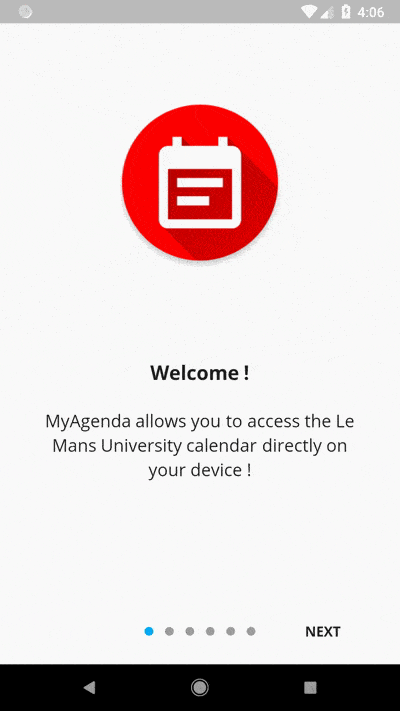 4:06
Welcome !
MyAgenda allows you to access the Le
Mans University calendar directly on
your device !
NEXT